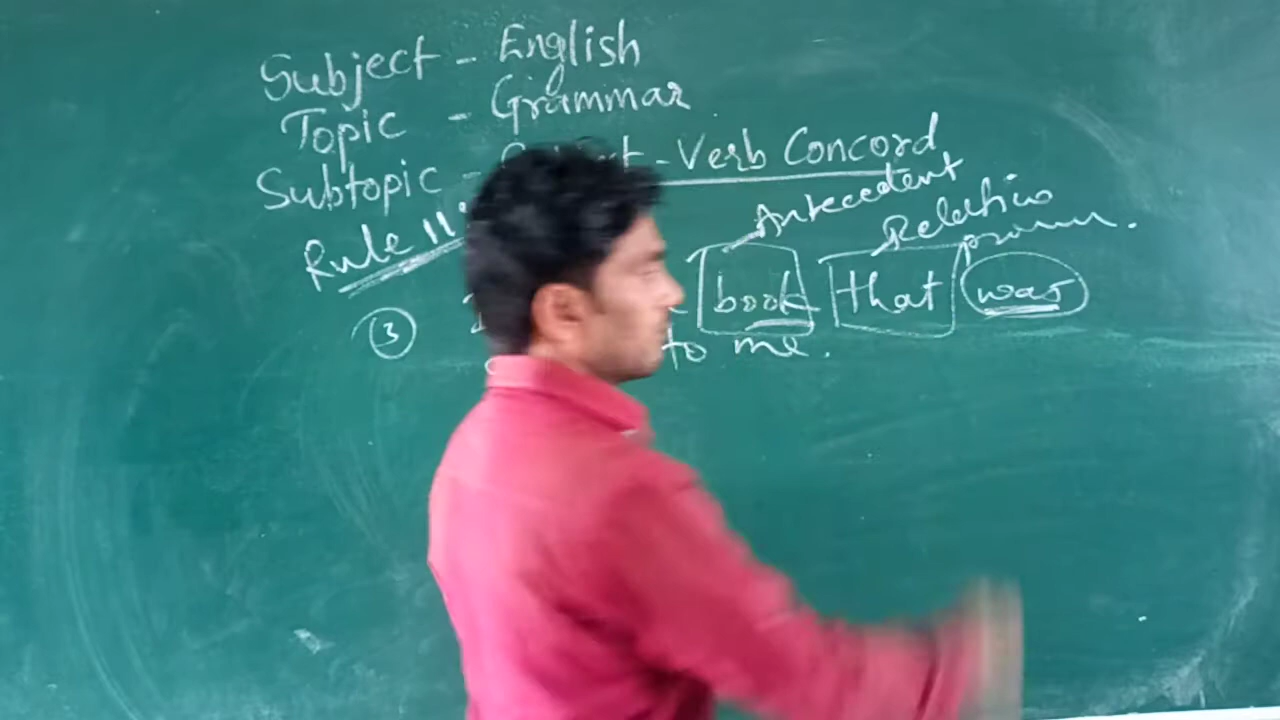 Subject - English
Topic - Grammar
Subtopic - -Verb Concord
Antecedent
Rule 11 Relative pronoun.
③ book that was
to me.